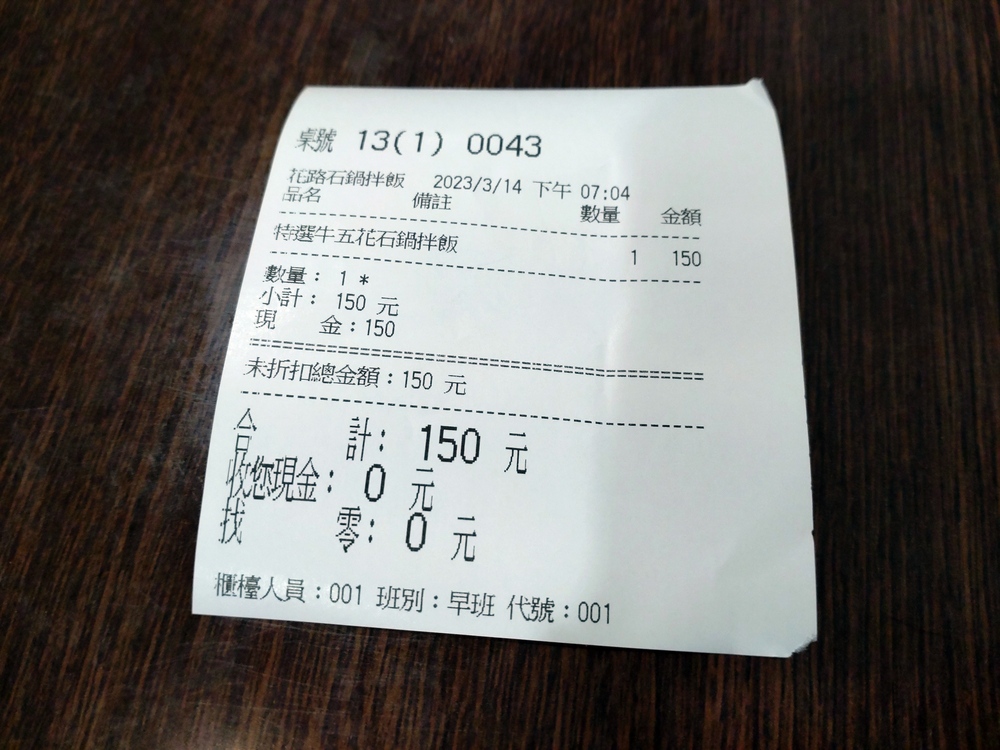 桌號 13(1) 0043
花路石鍋拌飯 2023/3/14 下午 07:04
品名 備註 數量 金額
特選牛五花石鍋拌飯 1 150
數量： 1 *
小計： 150 元
現 金：150
未折扣總金額：150 元
合 計： 150 元
收您現金： 0 元
找 零： 0 元
櫃檯人員：001 班別：早班 代號：001